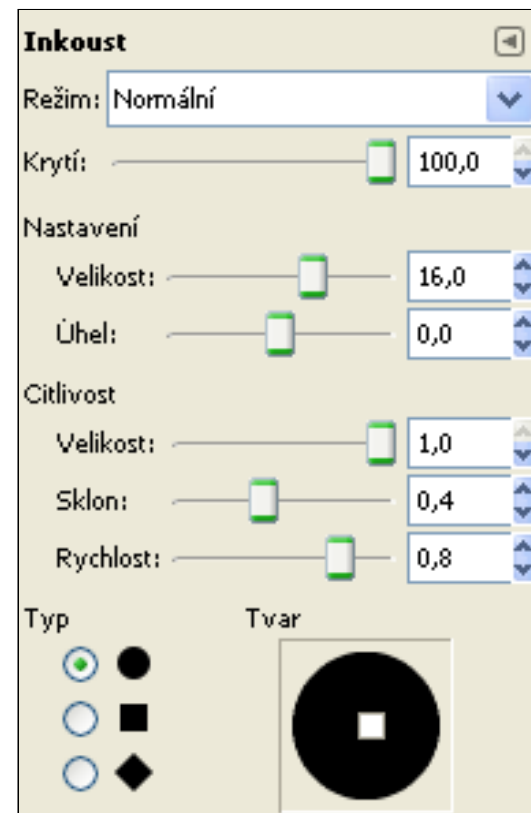 Inkoust
Režim: Normální
Krytí: 100,0
Nastavení
Velikost: 16,0
Úhel: 0,0
Citlivost
Velikost: 1,0
Sklon: 0,4
Rychlost: 0,8
Typ Tvar